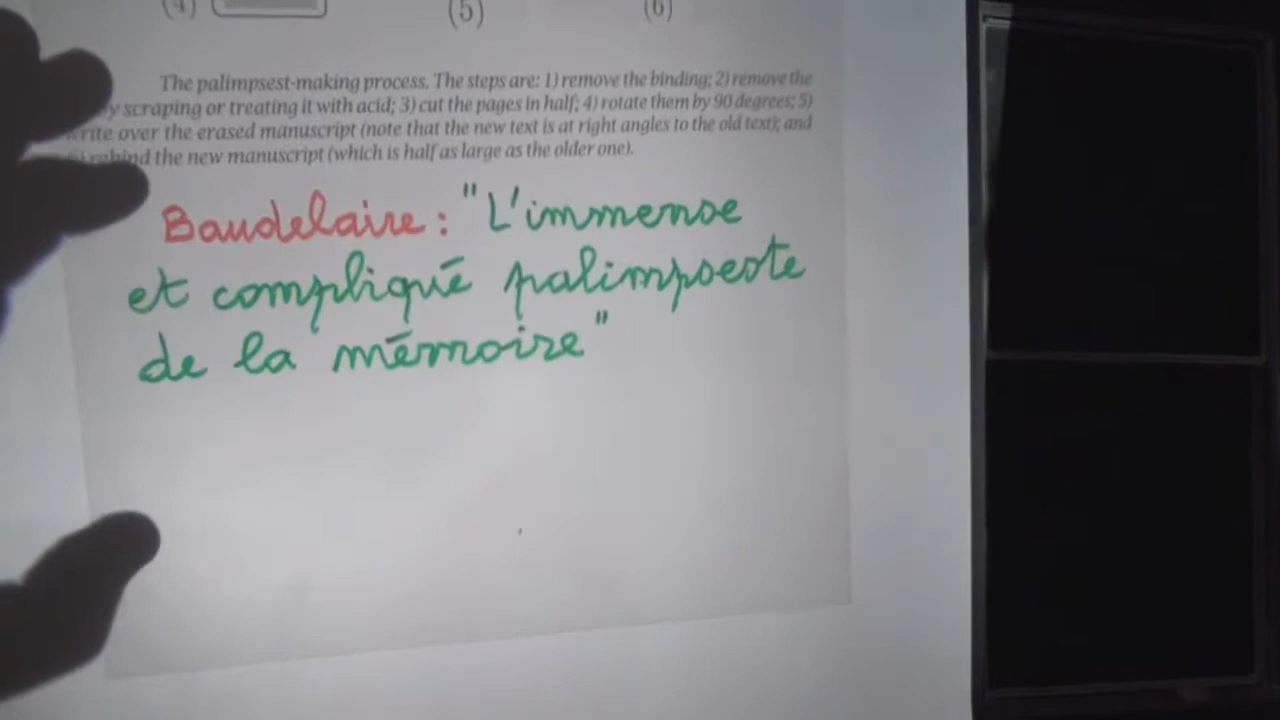 (4) (5) (6)
The palimpsest-making process. The steps are: 1) remove the binding; 2) remove the
by scraping or treating it with acid; 3) cut the pages in half; 4) rotate them by 90 degrees; 5)
write over the erased manuscript (note that the new text is at right angles to the old text); and
rebind the new manuscript (which is half as large as the older one).
Baudelaire : "L'immense
et compliqué palimpseste
de la mémoire"